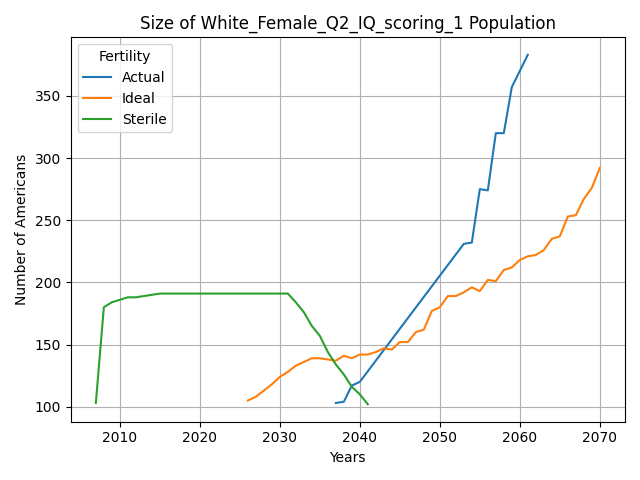 Size of White_Female_Q2_IQ_scoring_1 Population
Fertility
Actual
Ideal
Sterile
Number of Americans
350
300
250
200
150
100
2010 2020 2030 2040 2050 2060 2070
Years